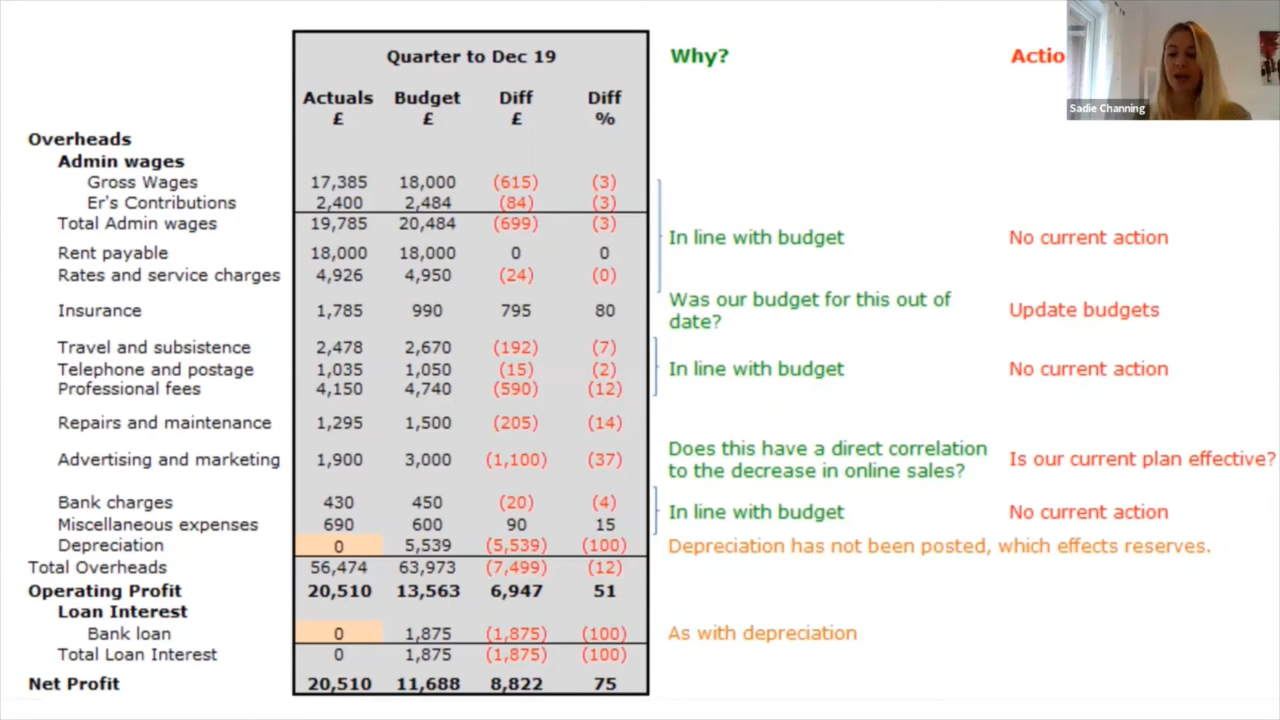 Quarter to Dec 19 Why? Actio
Sadie Channing
Actuals Budget Diff Diff
£ £ £ %
Overheads
Admin wages
Gross Wages 17,385 18,000 (615) (3)
Er's Contributions 2,400 2,484 (84) (3)
Total Admin wages 19,785 20,484 (699) (3)
In line with budget No current action
Rent payable 18,000 18,000 0 0
Rates and service charges 4,926 4,950 (24) (0)
Was our budget for this out of
Insurance 1,785 990 795 80 Update budgets
date?
Travel and subsistence 2,478 2,670 (192) (7)
Telephone and postage 1,035 1,050 (15) (2) In line with budget No current action
Professional fees 4,150 4,740 (590) (12)
Repairs and maintenance 1,295 1,500 (205) (14)
Does this have a direct correlation
Advertising and marketing 1,900 3,000 (1,100) (37) Is our current plan effective?
to the decrease in online sales?
Bank charges 430 450 (20) (4)
In line with budget No current action
Miscellaneous expenses 690 600 90 15
Depreciation 0 5,539 (5,539) (100) Depreciation has not been posted, which effects reserves.
Total Overheads 56,474 63,973 (7,499) (12)
Operating Profit 20,510 13,563 6,947 51
Loan Interest
Bank loan 0 1,875 (1,875) (100) As with depreciation
Total Loan Interest 0 1,875 (1,875) (100)
Net Profit 20,510 11,688 8,822 75